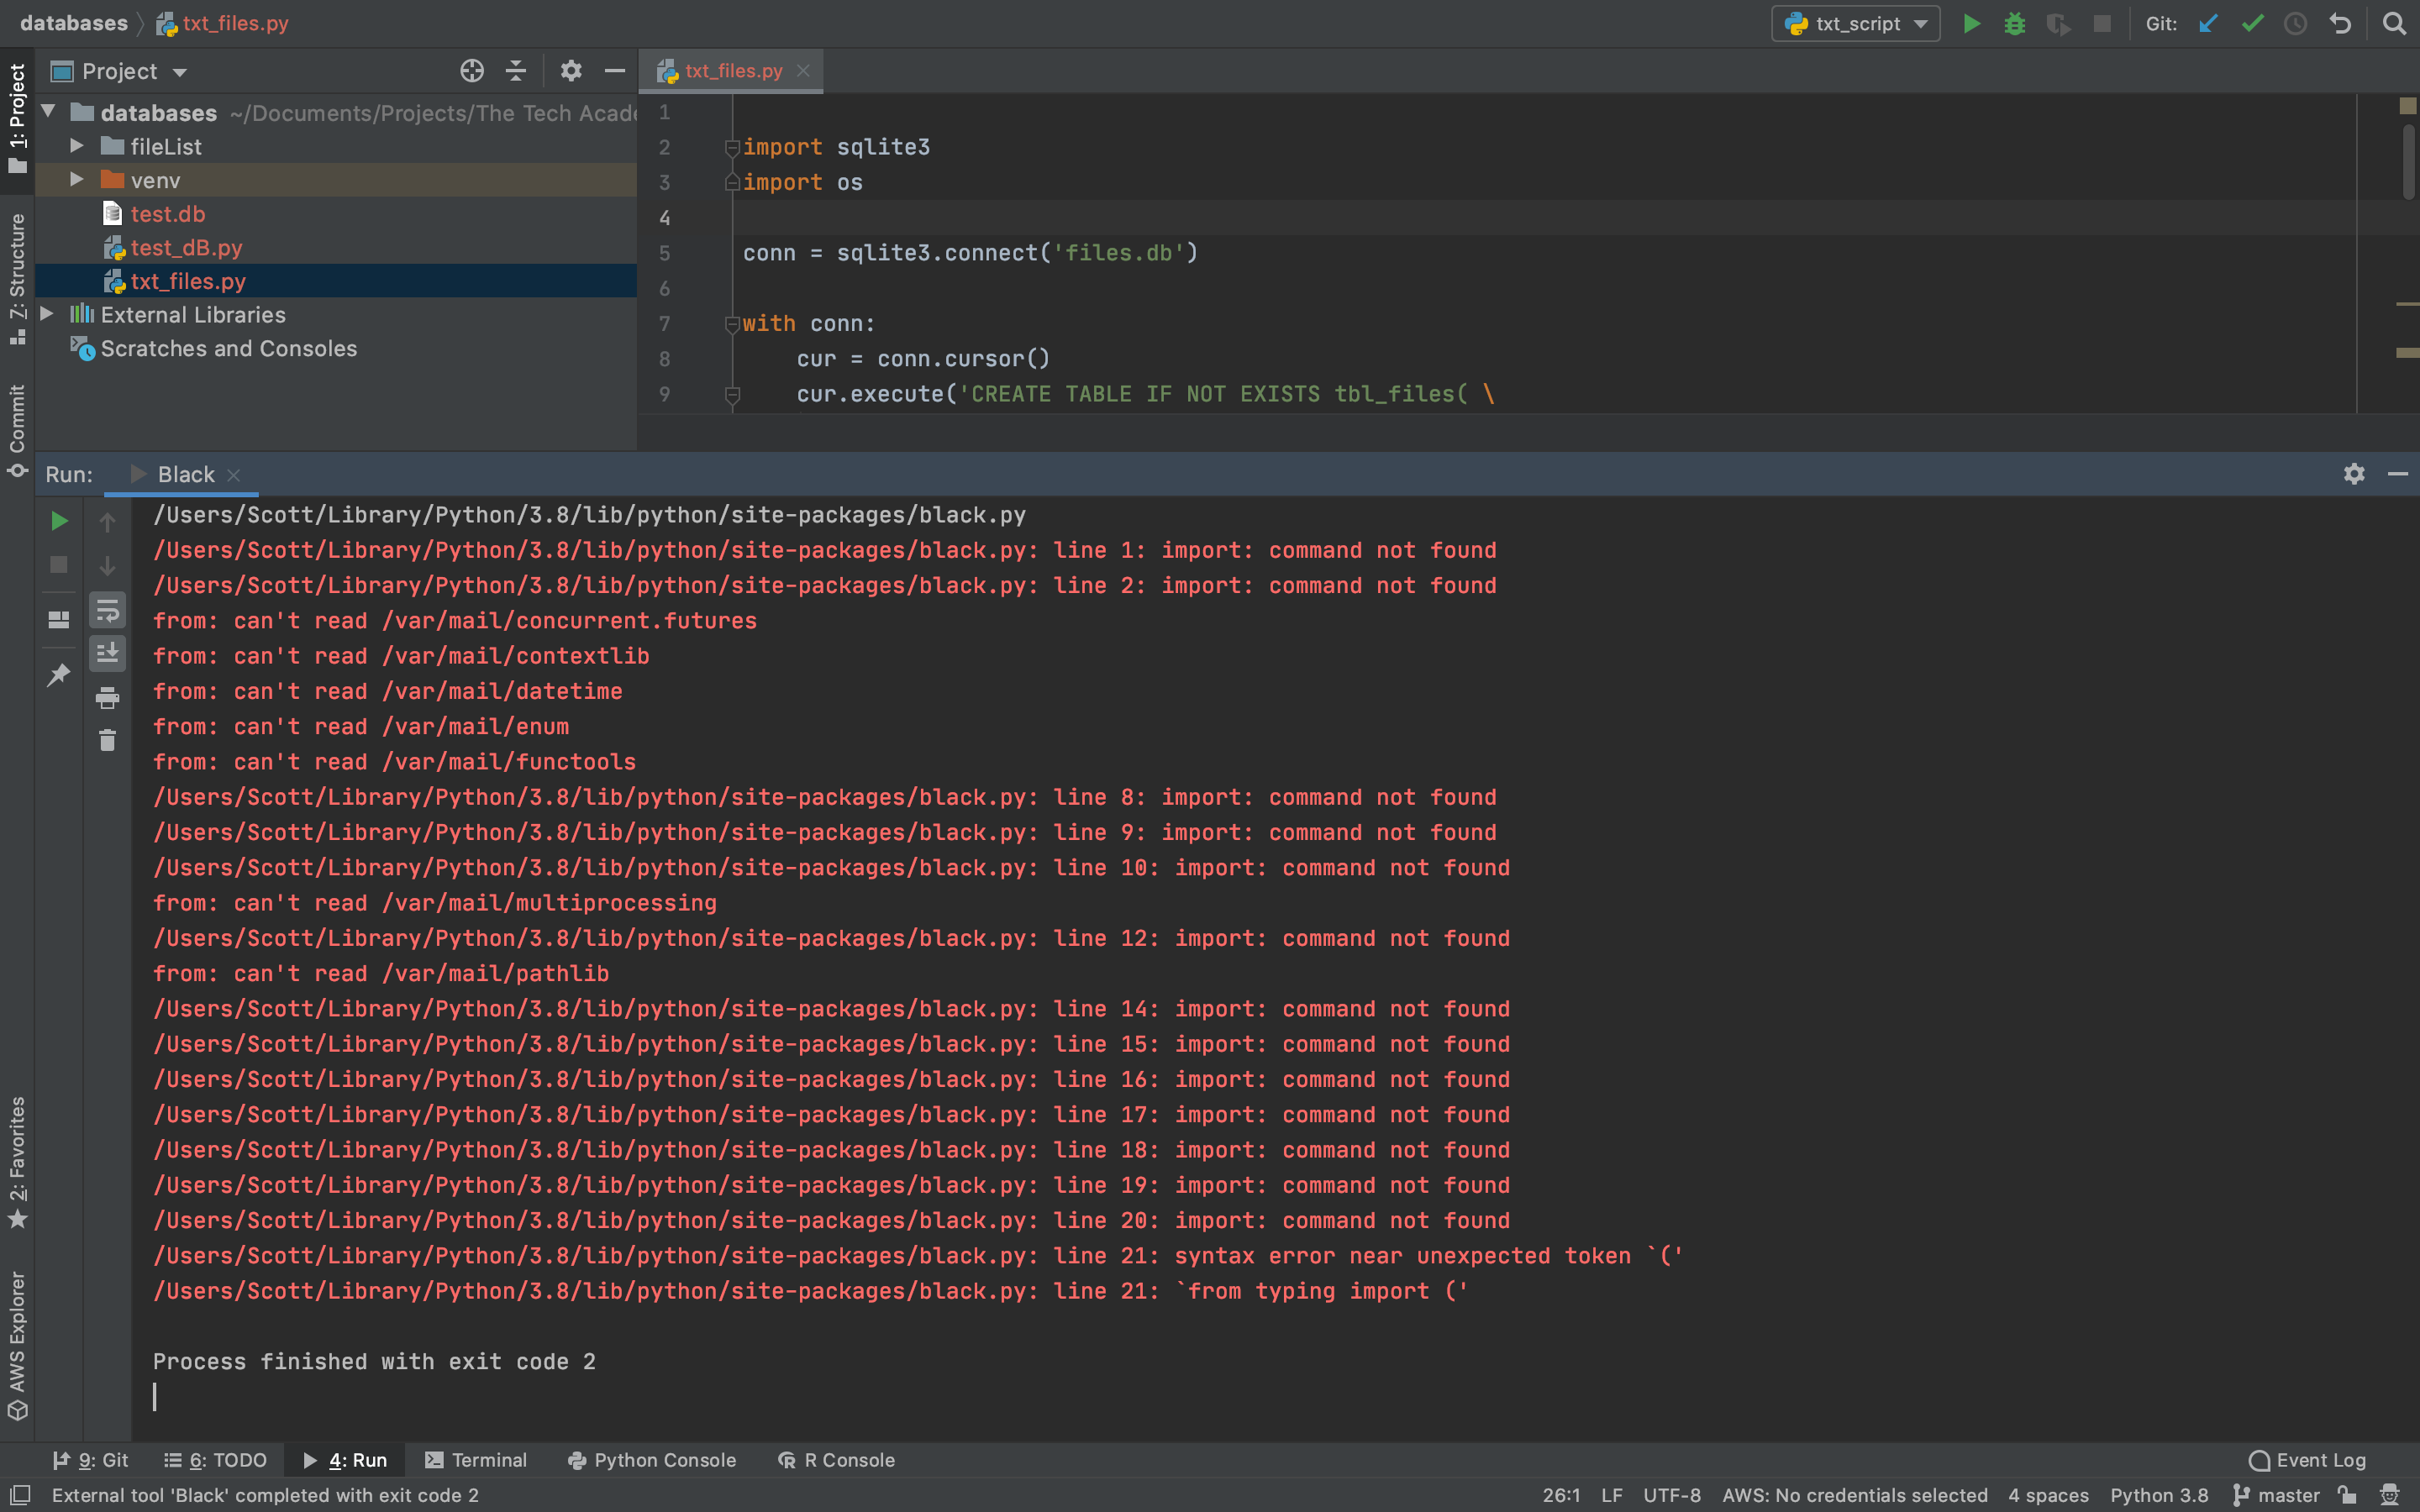 databases
txt_files.py
txt_script
Git:
1: Project
Project
txt_files.py
databases ~/Documents/Projects/The Tech Acade
fileList
venv
test.db
test_dB.py
txt_files.py
External Libraries
Scratches and Consoles
Z: Structure
Commit
1
2 import sqlite3
3 import os
4
5 conn = sqlite3.connect('files.db')
6
7 with conn:
8 cur = conn.cursor()
9 cur.execute('CREATE TABLE IF NOT EXISTS tbl_files( \
Run:
Black
/Users/Scott/Library/Python/3.8/lib/python/site-packages/black.py
/Users/Scott/Library/Python/3.8/lib/python/site-packages/black.py: line 1: import: command not found
/Users/Scott/Library/Python/3.8/lib/python/site-packages/black.py: line 2: import: command not found
from: can't read /var/mail/concurrent.futures
from: can't read /var/mail/contextlib
from: can't read /var/mail/datetime
from: can't read /var/mail/enum
from: can't read /var/mail/functools
/Users/Scott/Library/Python/3.8/lib/python/site-packages/black.py: line 8: import: command not found
/Users/Scott/Library/Python/3.8/lib/python/site-packages/black.py: line 9: import: command not found
/Users/Scott/Library/Python/3.8/lib/python/site-packages/black.py: line 10: import: command not found
from: can't read /var/mail/multiprocessing
/Users/Scott/Library/Python/3.8/lib/python/site-packages/black.py: line 12: import: command not found
from: can't read /var/mail/pathlib
/Users/Scott/Library/Python/3.8/lib/python/site-packages/black.py: line 14: import: command not found
/Users/Scott/Library/Python/3.8/lib/python/site-packages/black.py: line 15: import: command not found
/Users/Scott/Library/Python/3.8/lib/python/site-packages/black.py: line 16: import: command not found
/Users/Scott/Library/Python/3.8/lib/python/site-packages/black.py: line 17: import: command not found
/Users/Scott/Library/Python/3.8/lib/python/site-packages/black.py: line 18: import: command not found
/Users/Scott/Library/Python/3.8/lib/python/site-packages/black.py: line 19: import: command not found
/Users/Scott/Library/Python/3.8/lib/python/site-packages/black.py: line 20: import: command not found
/Users/Scott/Library/Python/3.8/lib/python/site-packages/black.py: line 21: syntax error near unexpected token `('
/Users/Scott/Library/Python/3.8/lib/python/site-packages/black.py: line 21: `from typing import ('
Process finished with exit code 2
2: Favorites
AWS Explorer
9: Git
6: TODO
4: Run
Terminal
Python Console
R Console
Event Log
External tool 'Black' completed with exit code 2
26:1
LF
UTF-8
AWS: No credentials selected
4 spaces
Python 3.8
master